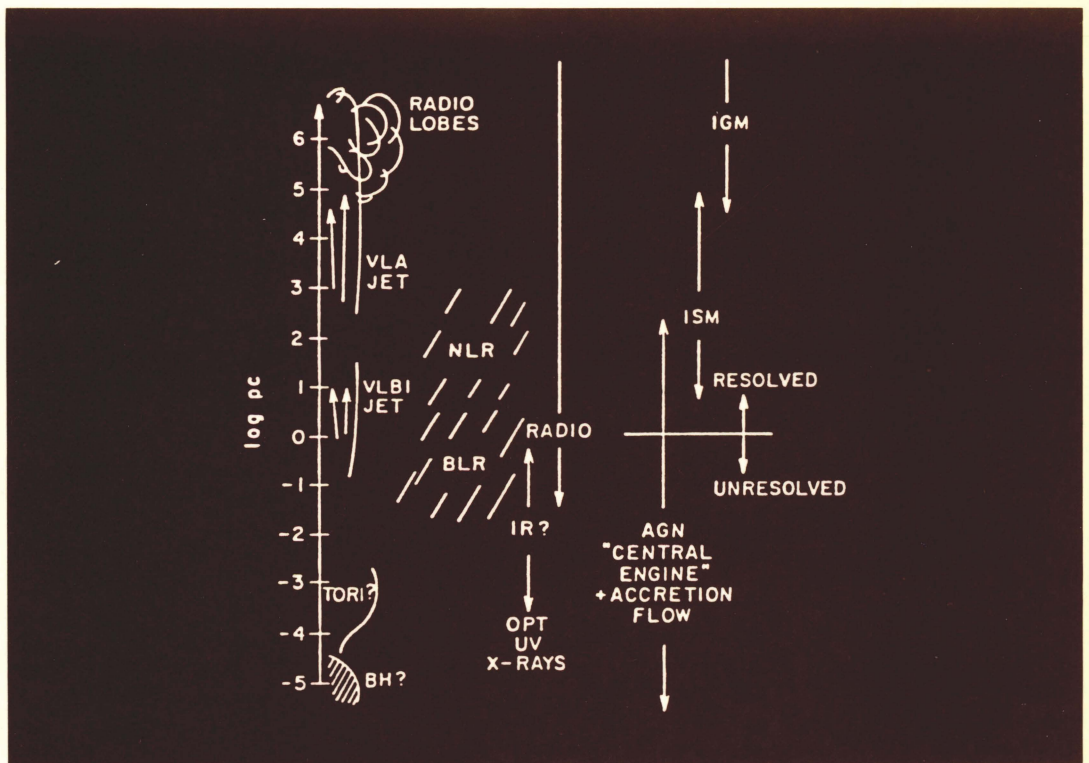 RADIO
LOBES
6
5
4
3
2
1
0
-1
-2
-3
-4
-5
log pc
VLA
JET
VLBI
JET
TORI?
BH?
NLR
BLR
RADIO
IR?
OPT
UV
X-RAYS
IGM
ISM
RESOLVED
UNRESOLVED
AGN
"CENTRAL
ENGINE"
+ACCRETION
FLOW